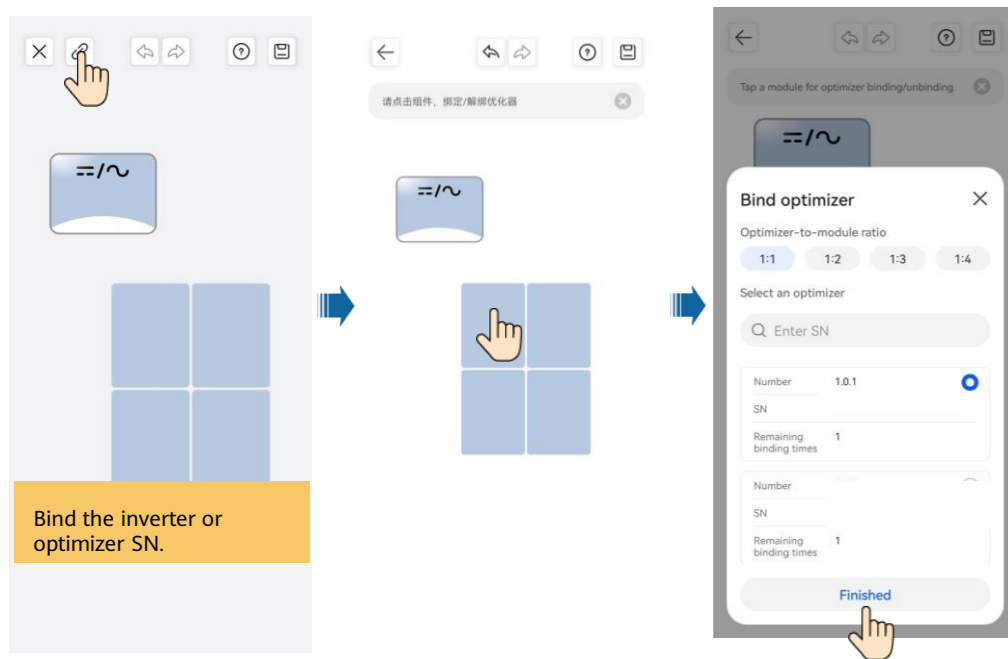 Bind the inverter or
optimizer SN.
请点击组件，绑定/解绑优化器
Tap a module for optimizer binding/unbinding.
Bind optimizer
Optimizer-to-module ratio
1:1 1:2 1:3 1:4
Select an optimizer
Enter SN
Number 1.0.1
SN
Remaining 1
binding times
Number
SN
Remaining 1
binding times
Finished